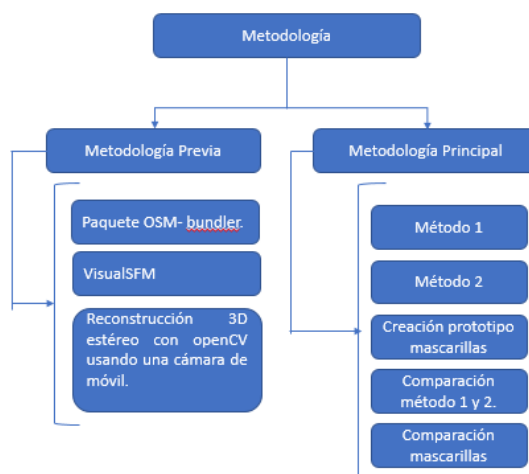 Metodología
Metodología Previa
Paquete OSM- bundler.
VisualSFM
Reconstrucción 3D
estéreo con openCV
usando una cámara de
móvil.
Metodología Principal
Método 1
Método 2
Creación prototipo
mascarillas
Comparación
método 1 y 2.
Comparación
mascarillas